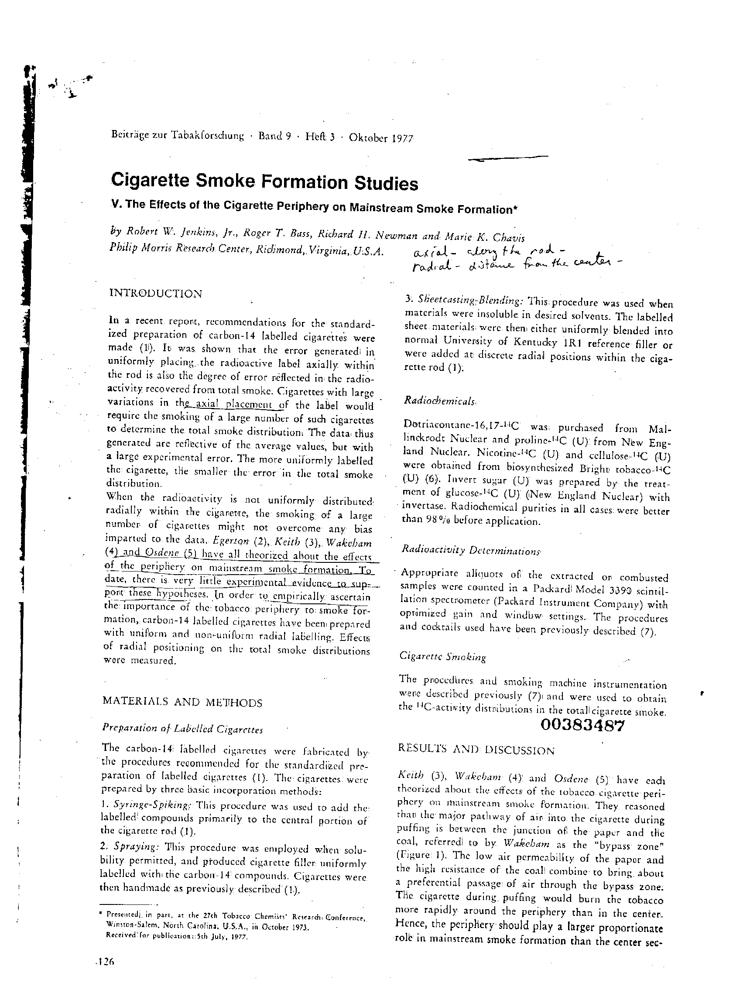 Beiträge zur Tabakforschung · Band 9 · Heft 3 · Oktober 1977
Cigarette Smoke Formation Studies
V. The Effects of the Cigarette Periphery on Mainstream Smoke Formation*
by Robert W. Jenkins, Jr., Roger T. Bass, Richard H. Newman and Marie K. Chavis
Philip Morris Research Center, Richmond, Virginia, U.S.A.
axial - along the rod -
radial - distance from the center -
INTRODUCTION
In a recent report, recommendations for the standard-
ized preparation of carbon-14 labelled cigarettes were
made (1). It was shown that the error generated in
uniformly placing the radioactive label axially within
the rod is also the degree of error reflected in the radio-
activity recovered from total smoke. Cigarettes with large
variations in the axial placement of the label would
require the smoking of a large number of such cigarettes
to determine the total smoke distribution. The data thus
generated are reflective of the average values, but with
a large experimental error. The more uniformly labelled
the cigarette, the smaller the error in the total smoke
distribution.
When the radioactivity is not uniformly distributed
radially within the cigarette, the smoking of a large
number of cigarettes might not overcome any bias
imparted to the data. Egerton (2), Keith (3), Wakeham
(4) and Osdene (5) have all theorized about the effects
of the periphery on mainstream smoke formation. To
date, there is very little experimental evidence to sup-
port these hypotheses. In order to empirically ascertain
the importance of the tobacco periphery to smoke for-
mation, carbon-14 labelled cigarettes have been prepared
with uniform and non-uniform radial labelling. Effects
of radial positioning on the total smoke distributions
were measured.
MATERIALS AND METHODS
Preparation of Labelled Cigarettes
The carbon-14 labelled cigarettes were fabricated by
the procedures recommended for the standardized pre-
paration of labelled cigarettes (1). The cigarettes were
prepared by three basic incorporation methods:
1. Syringe-Spiking: This procedure was used to add the
labelled compounds primarily to the central portion of
the cigarette rod (1).
2. Spraying: This procedure was employed when solu-
bility permitted, and produced cigarette filler uniformly
labelled with the carbon-14 compounds. Cigarettes were
then handmade as previously described (1).
* Presented, in part, at the 27th Tobacco Chemists' Research Conference,
Winston-Salem, North Carolina, U.S.A., in October 1973.
Received for publication: 5th July, 1977.
126
3. Sheetcasting-Blending: This procedure was used when
materials were insoluble in desired solvents. The labelled
sheet materials were then either uniformly blended into
normal University of Kentucky 1R1 reference filler or
were added at discrete radial positions within the ciga-
rette rod (1).
Radiochemicals
Dotriacontane-16,17-¹⁴C was purchased from Mal-
linckrodt Nuclear and proline-¹⁴C (U) from New Eng-
land Nuclear. Nicotine-¹⁴C (U) and cellulose-¹⁴C (U)
were obtained from biosynthesized Bright tobacco-¹⁴C
(U) (6). Invert sugar (U) was prepared by the treat-
ment of glucose-¹⁴C (U) (New England Nuclear) with
invertase. Radiochemical purities in all cases were better
than 98% before application.
Radioactivity Determinations
Appropriate aliquots of the extracted or combusted
samples were counted in a Packard Model 3390 scintil-
lation spectrometer (Packard Instrument Company) with
optimized gain and window settings. The procedures
and cocktails used have been previously described (7).
Cigarette Smoking
The procedures and smoking machine instrumentation
were described previously (7) and were used to obtain
the ¹⁴C-activity distributions in the total cigarette smoke.
00383487
RESULTS AND DISCUSSION
Keith (3), Wakeham (4) and Osdene (5) have each
theorized about the effects of the tobacco cigarette peri-
phery on mainstream smoke formation. They reasoned
that the major pathway of air into the cigarette during
puffing is between the junction of the paper and the
coal, referred to by Wakeham as the "bypass zone"
(Figure 1). The low air permeability of the paper and
the high resistance of the coal combine to bring about
a preferential passage of air through the bypass zone.
The cigarette during puffing would burn the tobacco
more rapidly around the periphery than in the center.
Hence, the periphery should play a larger proportionate
role in mainstream smoke formation than the center sec-